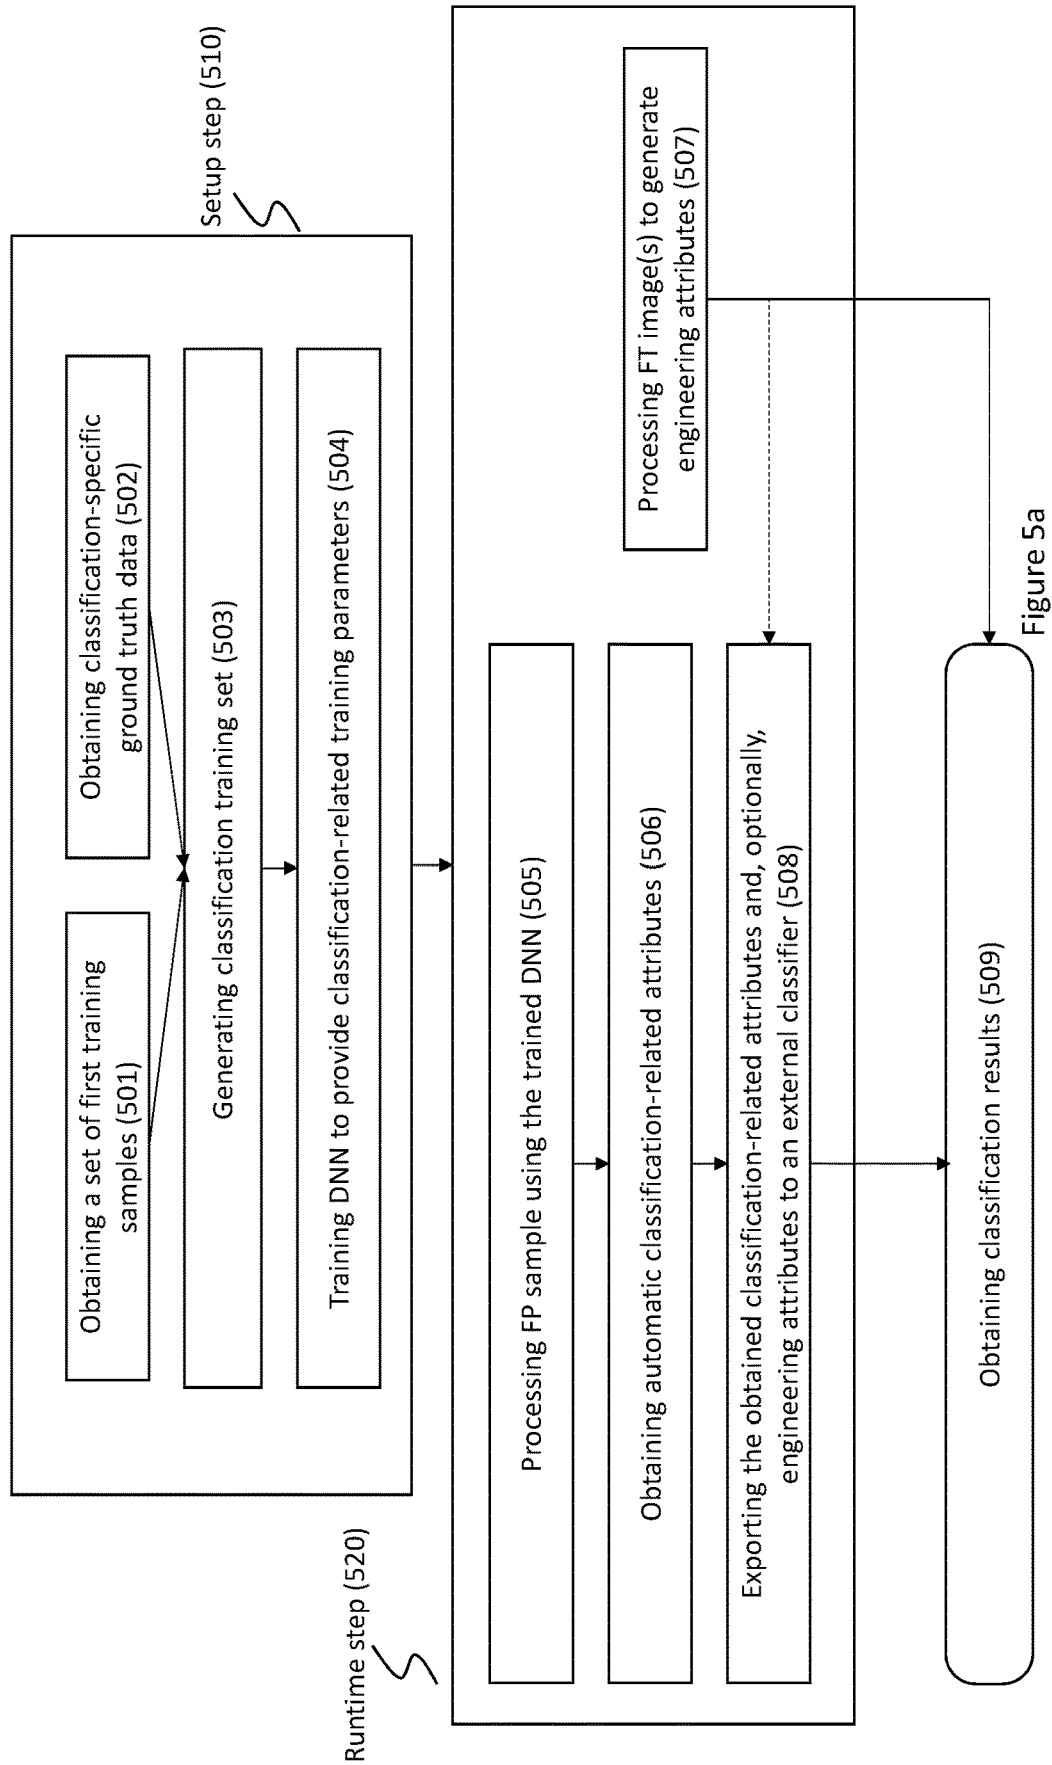 Setup step (510)
Obtaining a set of first training
samples (501)
Obtaining classification-specific
ground truth data (502)
Generating classification training set (503)
Training DNN to provide classification-related training parameters (504)
Runtime step (520)
Processing FP sample using the trained DNN (505)
Obtaining automatic classification-related attributes (506)
Processing FT image(s) to generate
engineering attributes (507)
Exporting the obtained classification-related attributes and, optionally,
engineering attributes to an external classifier (508)
Obtaining classification results (509)
Figure 5a